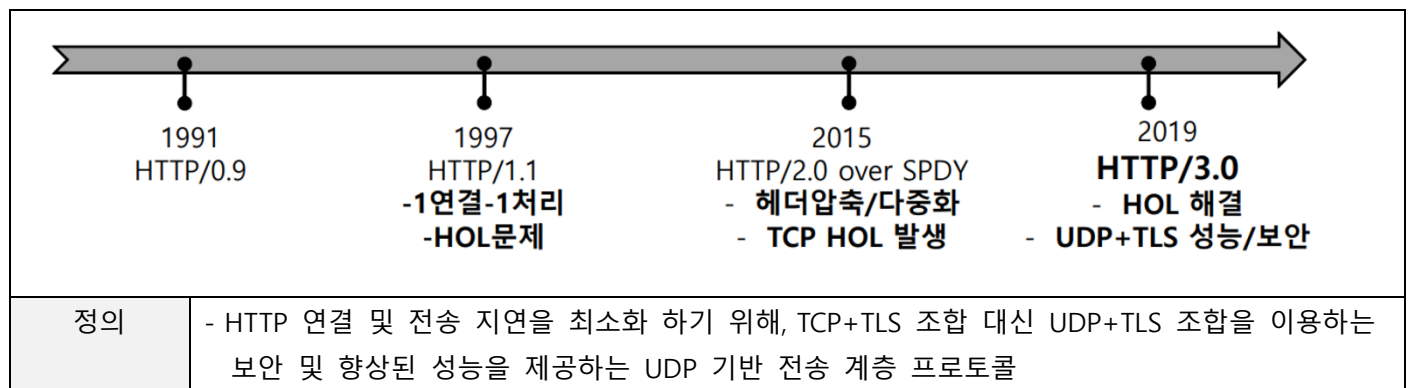 1991
HTTP/0.9
1997
HTTP/1.1
-1연결-1처리
-HOL문제
2015
HTTP/2.0 over SPDY
- 헤더압축/다중화
- TCP HOL 발생
2019
HTTP/3.0
- HOL 해결
- UDP+TLS 성능/보안
정의
- HTTP 연결 및 전송 지연을 최소화 하기 위해, TCP+TLS 조합 대신 UDP+TLS 조합을 이용하는
보안 및 향상된 성능을 제공하는 UDP 기반 전송 계층 프로토콜